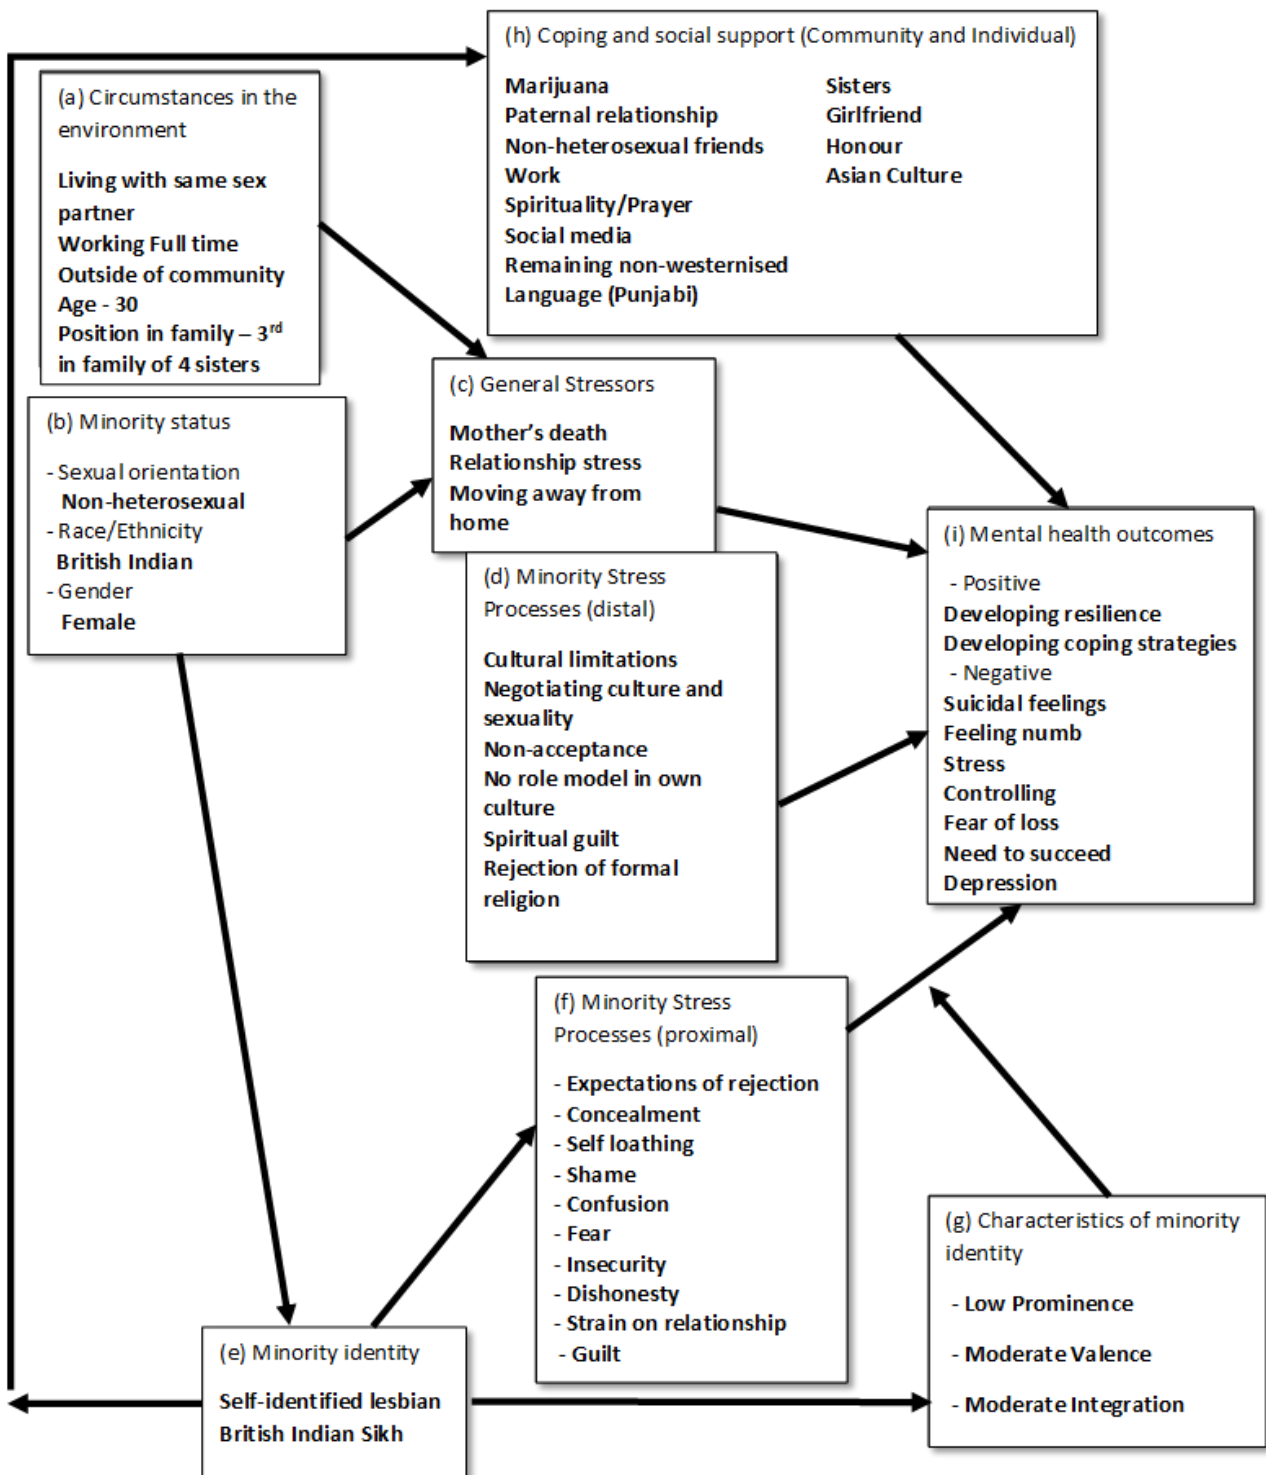 (h) Coping and social support (Community and Individual)
Marijuana
Paternal relationship
Non-heterosexual friends
Work
Spirituality/Prayer
Social media
Remaining non-westernised
Language (Punjabi)
Sisters
Girlfriend
Honour
Asian Culture
(a) Circumstances in the
environment
Living with same sex
partner
Working Full time
Outside of community
Age - 30
Position in family – 3rd
in family of 4 sisters
(b) Minority status
- Sexual orientation
Non-heterosexual
- Race/Ethnicity
British Indian
- Gender
Female
(c) General Stressors
Mother’s death
Relationship stress
Moving away from
home
(d) Minority Stress
Processes (distal)
Cultural limitations
Negotiating culture and
sexuality
Non-acceptance
No role model in own
culture
Spiritual guilt
Rejection of formal
religion
(i) Mental health outcomes
- Positive
Developing resilience
Developing coping strategies
- Negative
Suicidal feelings
Feeling numb
Stress
Controlling
Fear of loss
Need to succeed
Depression
(f) Minority Stress
Processes (proximal)
- Expectations of rejection
- Concealment
- Self loathing
- Shame
- Confusion
- Fear
- Insecurity
- Dishonesty
- Strain on relationship
- Guilt
(g) Characteristics of minority
identity
- Low Prominence
- Moderate Valence
- Moderate Integration
(e) Minority identity
Self-identified lesbian
British Indian Sikh